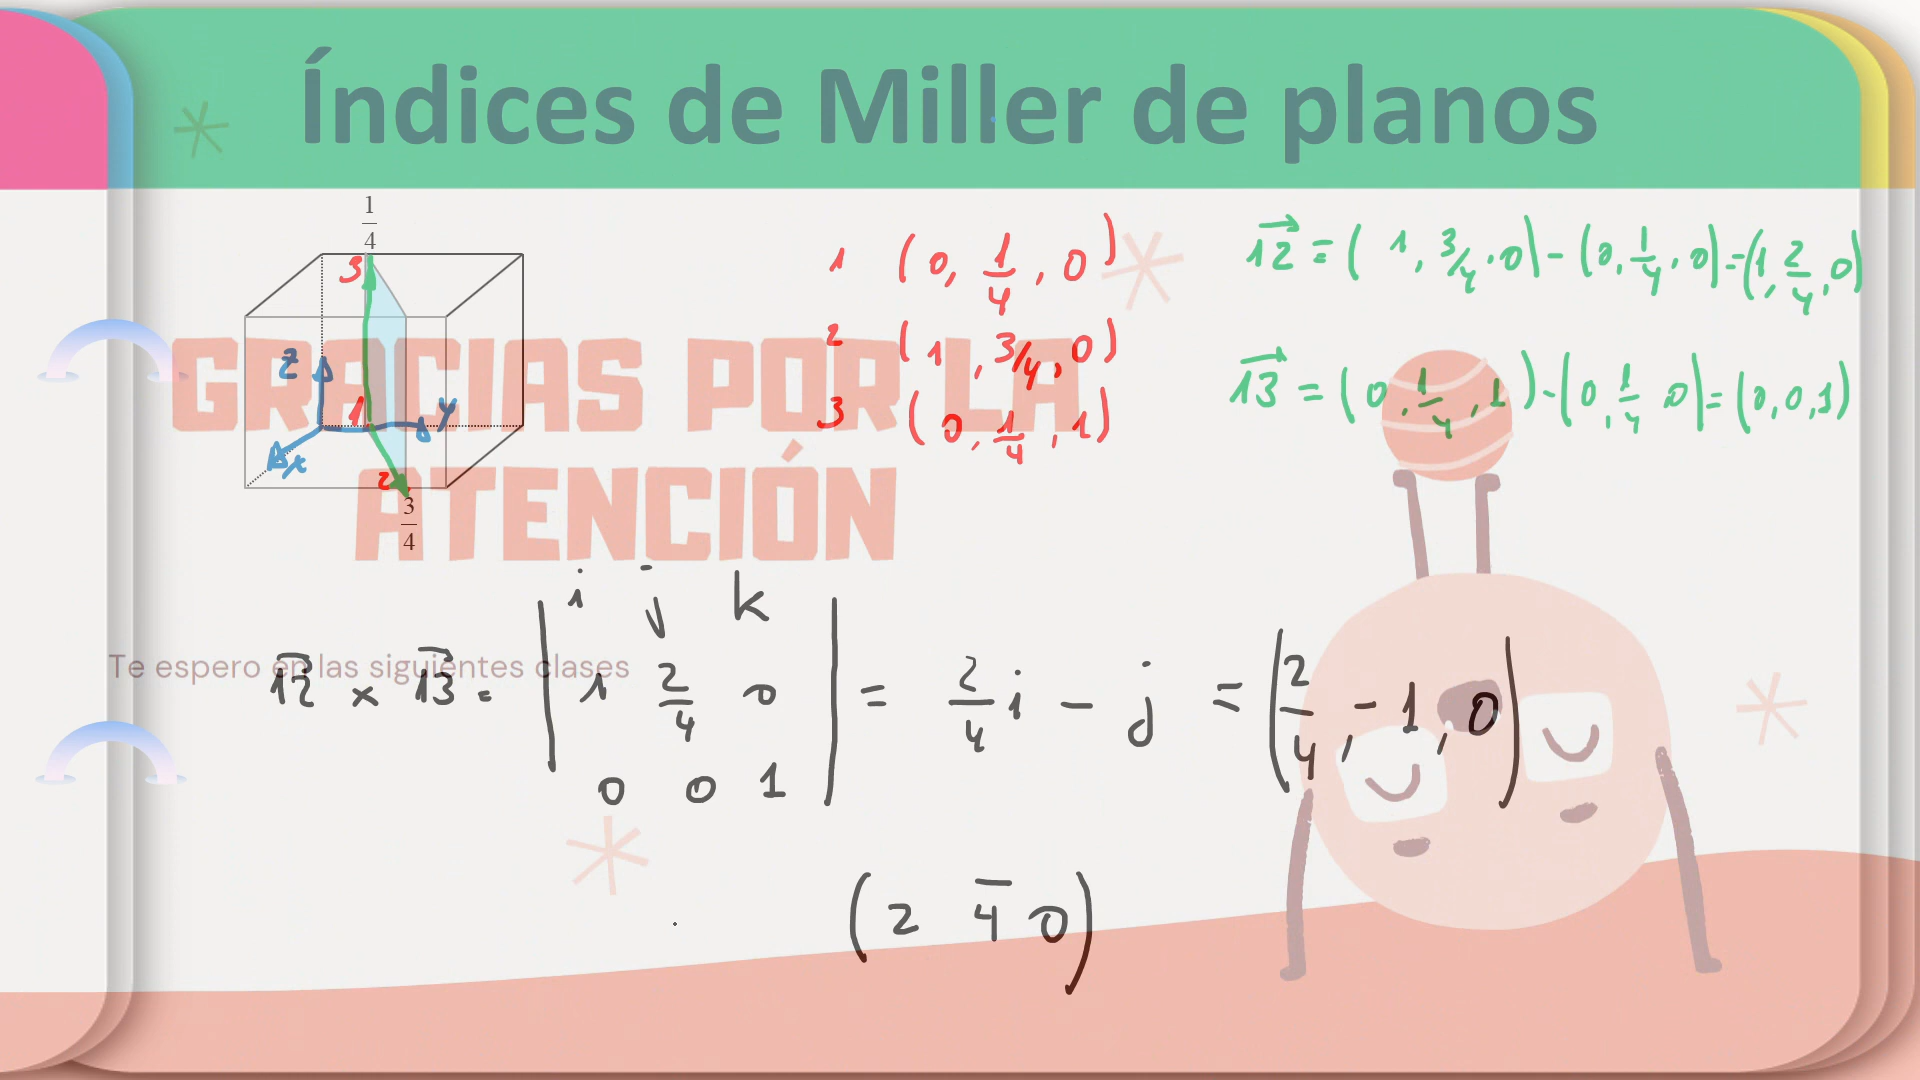 Índices de Miller de planos
1/4
3
z
1
y
x
2
3/4
1 (0, 1/4, 0)
2 (1, 3/4, 0)
3 (0, 1/4, 1)
12 = (1, 3/4, 0) - (0, 1/4, 0) = (1, 2/4, 0)
13 = (0, 1/4, 1) - (0, 1/4, 0) = (0, 0, 1)
GRACIAS POR LA
ATENCIÓN
Te espero en las siguientes clases
i j k
12 x 13 = | 1 2/4 0 | = 2/4 i - j = (2/4, -1, 0)
0 0 1
(2 4̅ 0)